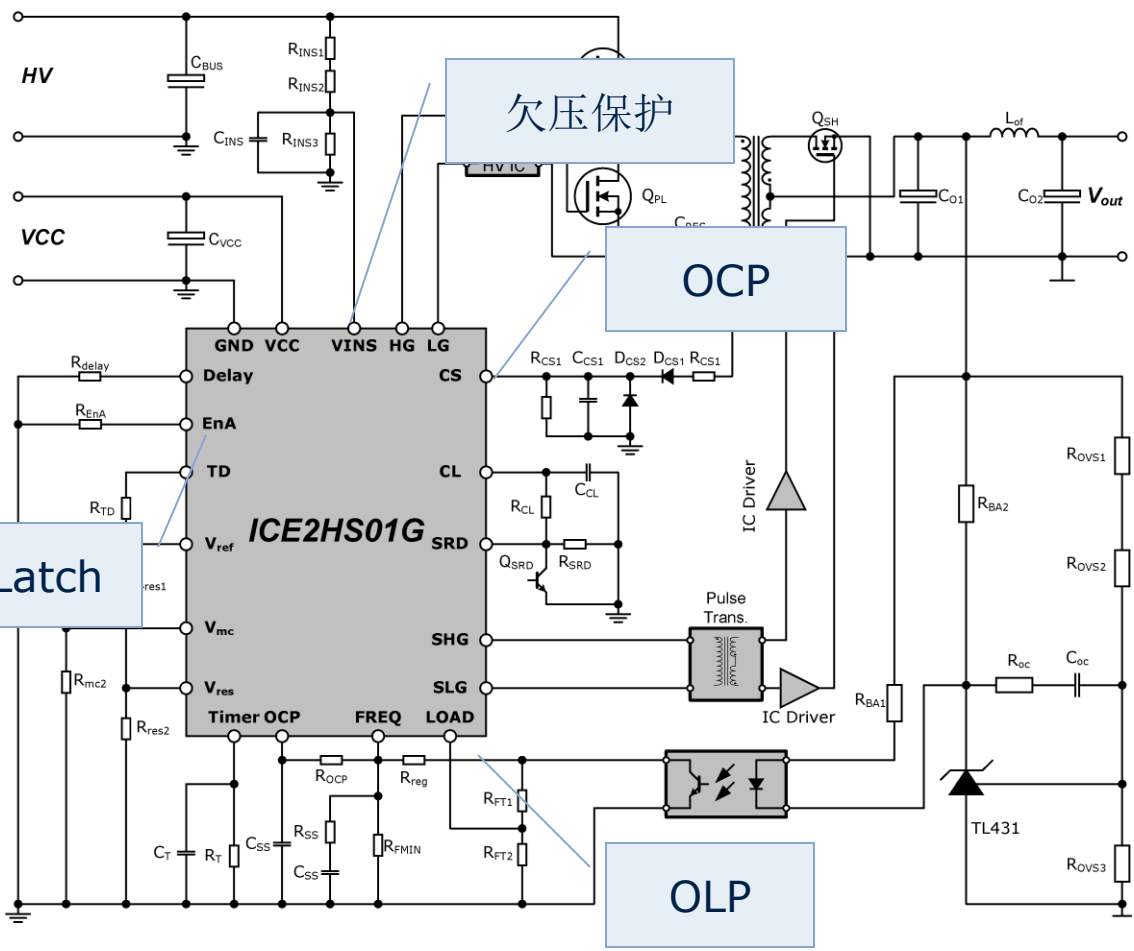 HV
CBUS
RINS1
RINS2
CINS
RINS3
欠压保护
HV IC
QPL
QSH
Lof
CO1
CO2
Vout
VCC
CVCC
OCP
GND VCC VINS HG LG
Rdelay
Delay
CS
RCS1 CCS1 DCS2 DCS1 RCS1
REnA
EnA
TD
CL
CCL
RCL
RTD
ICE2HS01G
Vref
SRD
QSRD
RSRD
Latch
res1
IC Driver
ROVS1
RBA2
ROVS2
Pulse
Trans.
Vmc
SHG
Rmc2
Vres
SLG
Roc
Coc
RBA1
IC Driver
Timer OCP FREQ LOAD
Rres2
ROCP
Rreg
RFT1
CT
RT
CSS
RSS
RFMIN
CSS
RFT2
TL431
ROVS3
OLP